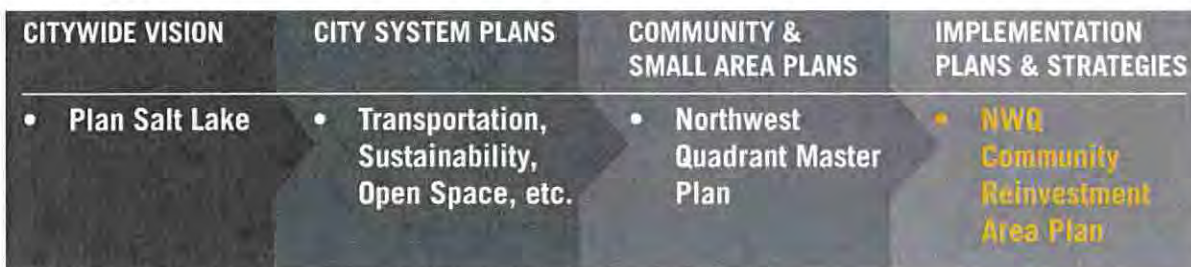 CITYWIDE VISION
• Plan Salt Lake
CITY SYSTEM PLANS
• Transportation,
Sustainability,
Open Space, etc.
COMMUNITY &
SMALL AREA PLANS
• Northwest
Quadrant Master
Plan
IMPLEMENTATION
PLANS & STRATEGIES
• NWQ
Community
Reinvestment
Area Plan